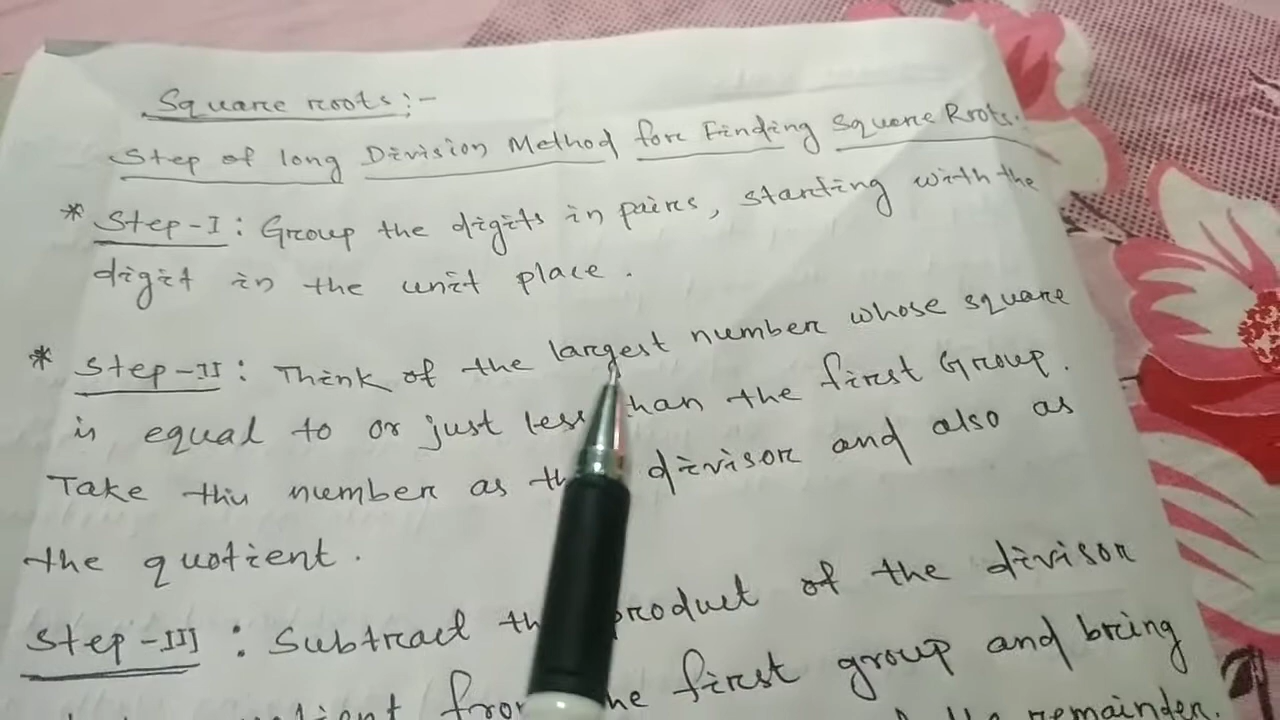 Square roots :-
Step of long Division Method for Finding Square Roots.
* Step-I : Group the digits in pairs, starting with the
digit in the unit place.
* Step-II : Think of the largest number whose square
is equal to or just less than the first Group.
Take this number as the divisor and also as
the quotient.
Step-III : Subtract the product of the divisor
from the first group and bring
remainder.